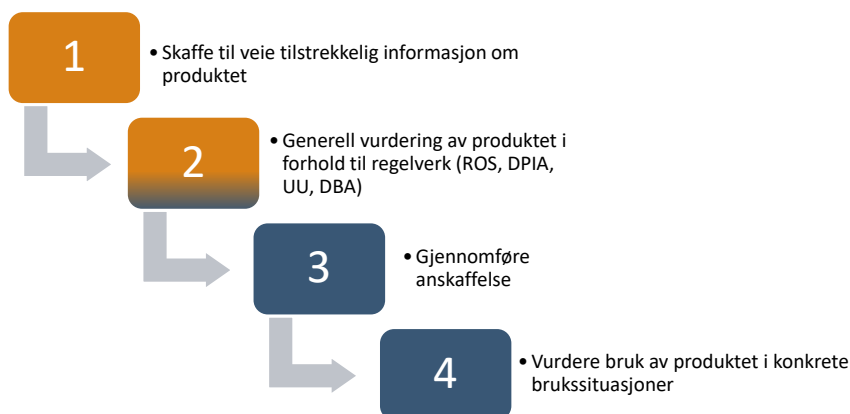 1
• Skaffe til veie tilstrekkelig informasjon om
produktet
2
• Generell vurdering av produktet i
forhold til regelverk (ROS, DPIA,
UU, DBA)
3
• Gjennomføre
anskaffelse
4
• Vurdere bruk av produktet i konkrete
brukssituasjoner